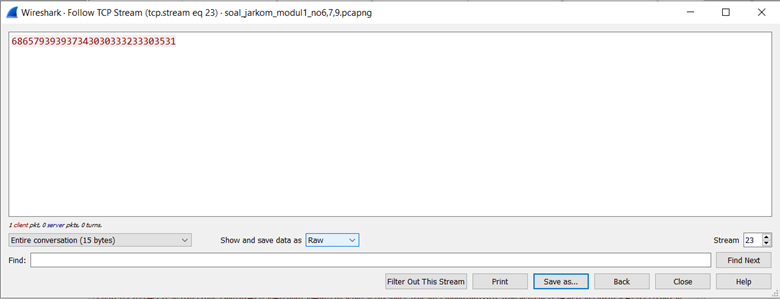 Wireshark · Follow TCP Stream (tcp.stream eq 23) · soal_jarkom_modul1_no6,7,9.pcapng
686579393937343030333233303531
1 client pkt, 0 server pkts, 0 turns.
Entire conversation (15 bytes) Show and save data as Raw Stream 23
Find: Find Next
Filter Out This Stream Print Save as... Back Close Help